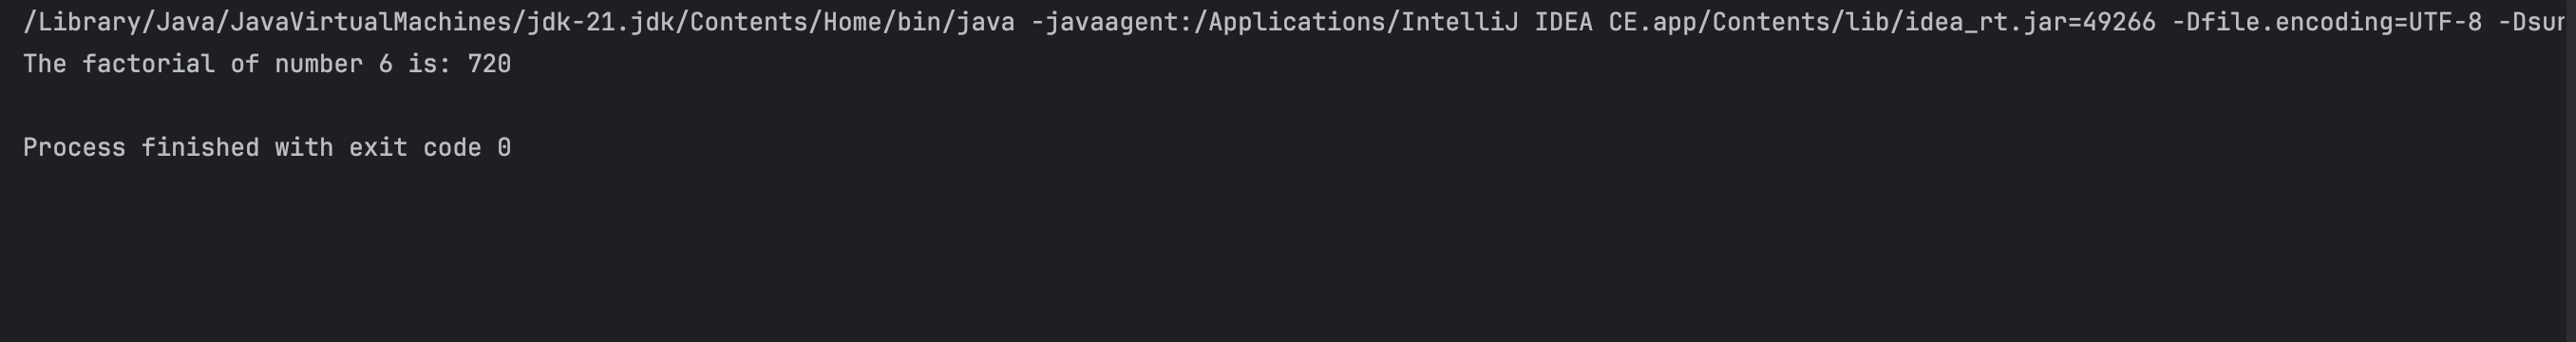 /Library/Java/JavaVirtualMachines/jdk-21.jdk/Contents/Home/bin/java -javaagent:/Applications/IntelliJ IDEA CE.app/Contents/lib/idea_rt.jar=49266 -Dfile.encoding=UTF-8 -Dsun
The factorial of number 6 is: 720
Process finished with exit code 0